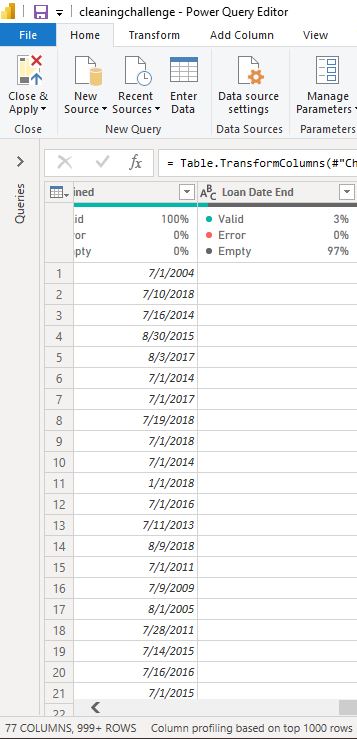 cleaningchallenge - Power Query Editor
File Home Transform Add Column View
Close & Apply New Source Recent Sources Enter Data Data source settings Manage Parameters
Close New Query Data Sources Parameters
Queries
fx = Table.TransformColumns(#"Ch
ined ABC Loan Date End
id 100% Valid 3%
ror 0% Error 0%
pty 0% Empty 97%
1 7/1/2004
2 7/10/2018
3 7/16/2014
4 8/30/2015
5 8/3/2017
6 7/1/2014
7 7/1/2017
8 7/19/2018
9 7/1/2018
10 7/1/2014
11 1/1/2018
12 7/1/2016
13 7/11/2013
14 8/9/2018
15 7/1/2011
16 7/9/2009
17 8/1/2005
18 7/28/2011
19 7/14/2015
20 7/16/2016
21 7/1/2015
22
77 COLUMNS, 999+ ROWS Column profiling based on top 1000 rows